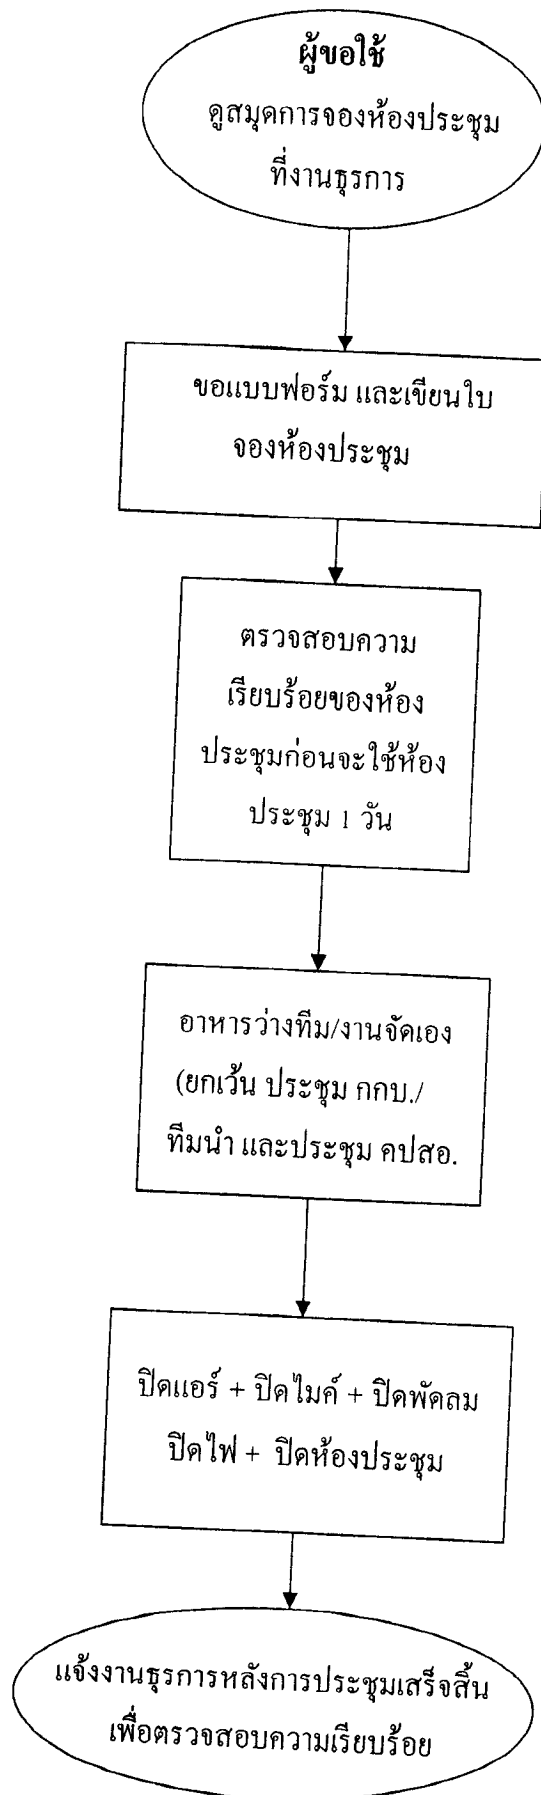 ผู้ขอใช้
ดูสมุดการจองห้องประชุม
ที่งานธุรการ
ขอแบบฟอร์ม และเขียนใบ
จองห้องประชุม
ตรวจสอบความ
เรียบร้อยของห้อง
ประชุมก่อนจะใช้ห้อง
ประชุม 1 วัน
อาหารว่างทีม/งานจัดเอง
(ยกเว้น ประชุม กกบ./
ทีมนำ และประชุม คปสอ.
ปิดแอร์ + ปิดไมค์ + ปิดพัดลม
ปิดไฟ + ปิดห้องประชุม
แจ้งงานธุรการหลังการประชุมเสร็จสิ้น
เพื่อตรวจสอบความเรียบร้อย